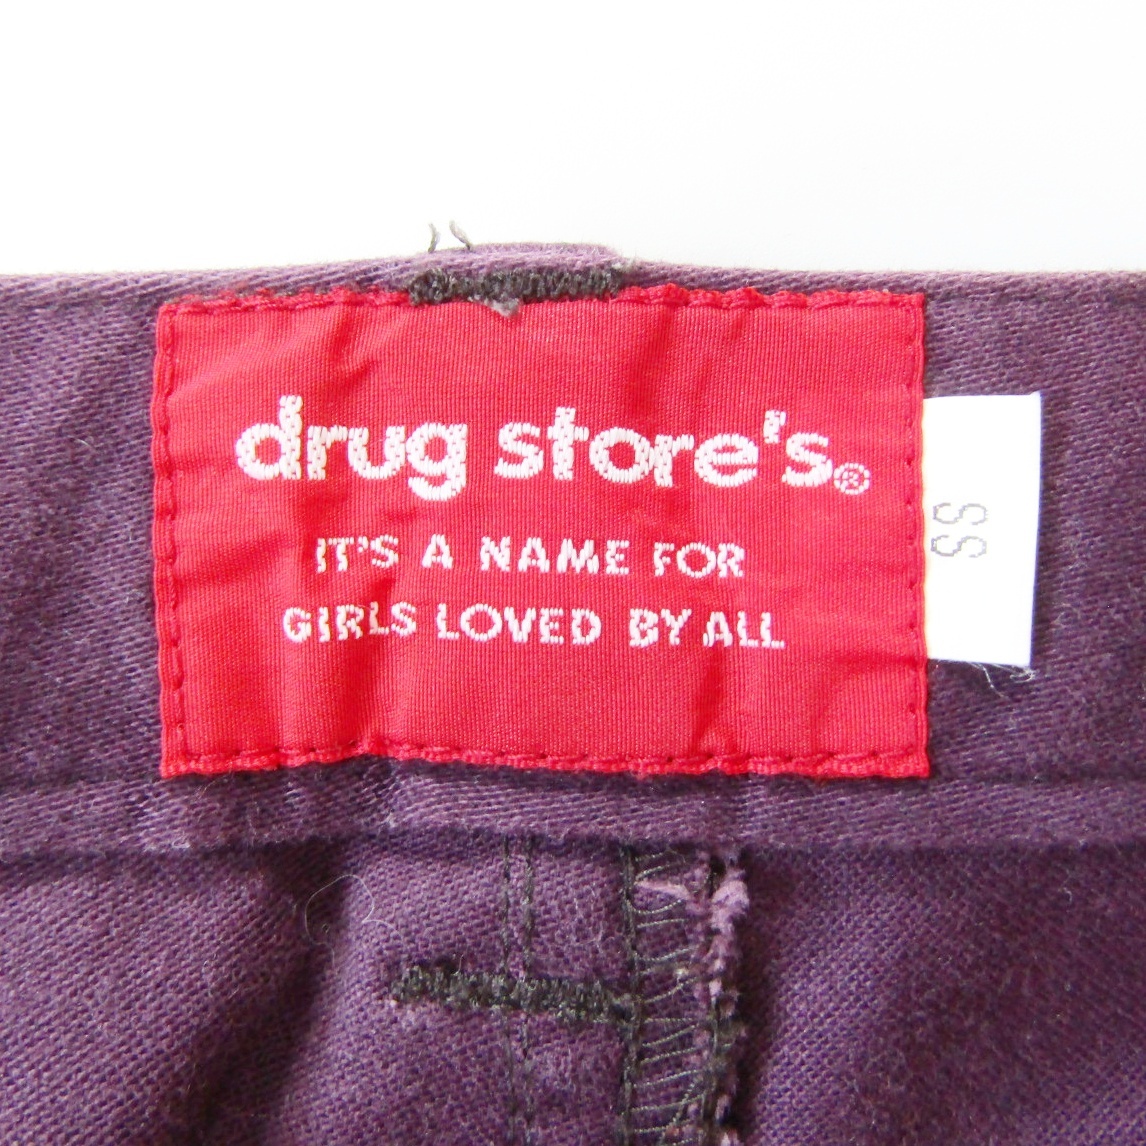 drug store's®
IT'S A NAME FOR
GIRLS LOVED BY ALL
SS